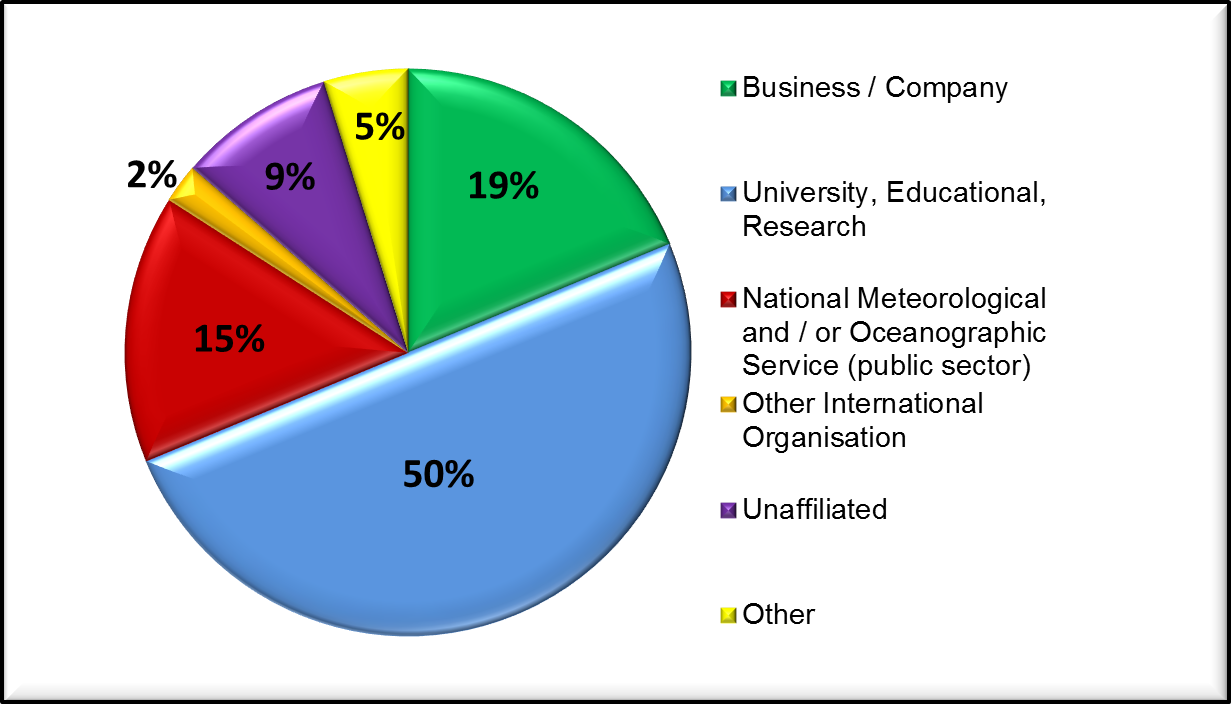 5%
2%
9%
19%
15%
50%
Business / Company
University, Educational,
Research
National Meteorological
and / or Oceanographic
Service (public sector)
Other International
Organisation
Unaffiliated
Other